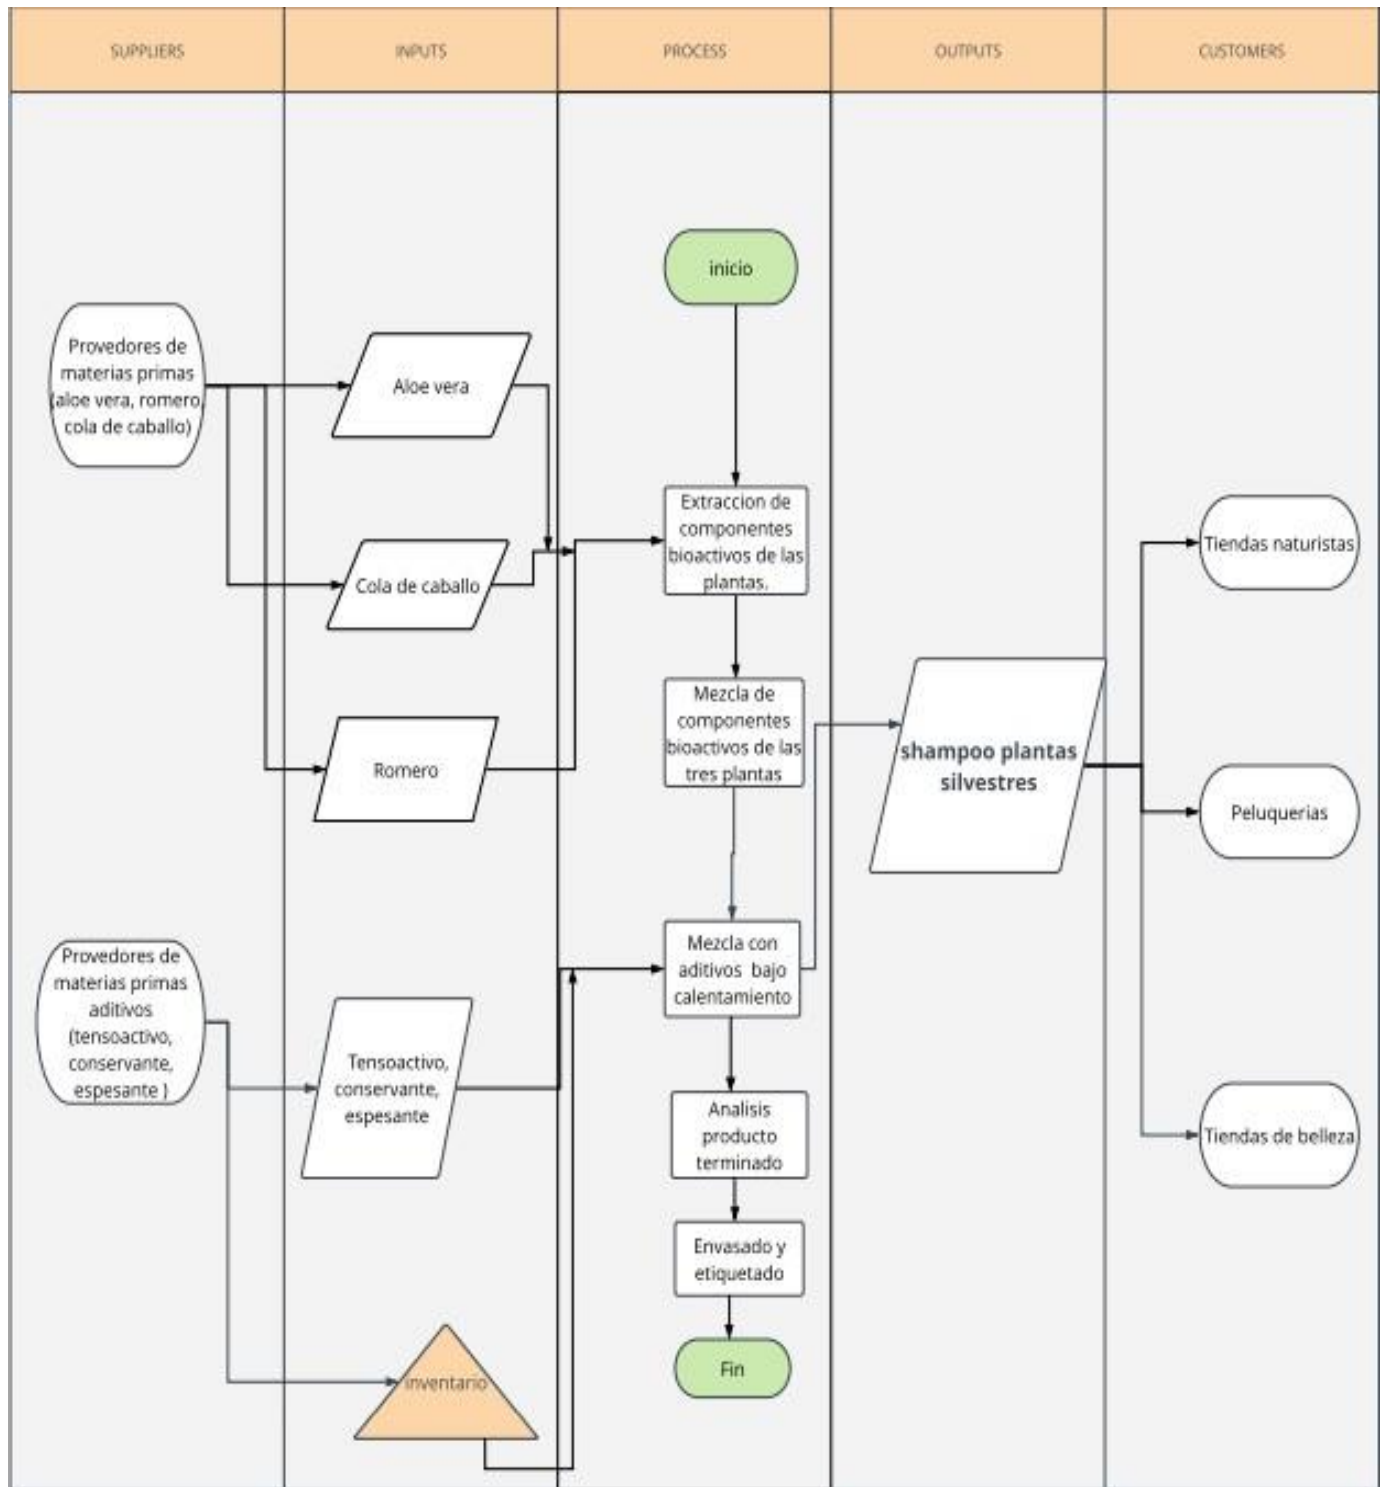 SUPPLIERS
INPUTS
PROCESS
OUTPUTS
CUSTOMERS
Provedores de
materias primas
(aloe vera, romero,
cola de caballo)
Provedores de
materias primas
aditivos
(tensoactivo,
conservante,
espesante )
Aloe vera
Cola de caballo
Romero
Tensoactivo,
conservante,
espesante
inventario
inicio
Extraccion de
componentes
bioactivos de las
plantas.
Mezcla de
componentes
bioactivos de las
tres plantas
Mezcla con
aditivos bajo
calentamiento
Analisis
producto
terminado
Envasado y
etiquetado
Fin
shampoo plantas
silvestres
Tiendas naturistas
Peluquerias
Tiendas de belleza